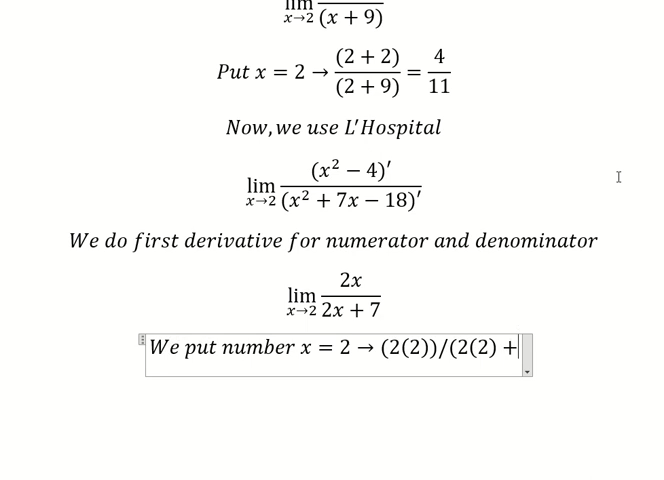 lim x→2 (x + 9)
Put x = 2 → (2 + 2)/(2 + 9) = 4/11
Now, we use L'Hospital
lim x→2 (x² − 4)′/(x² + 7x − 18)′
We do first derivative for numerator and denominator
lim x→2 2x/2x + 7
We put number x = 2 → (2(2))/(2(2) +